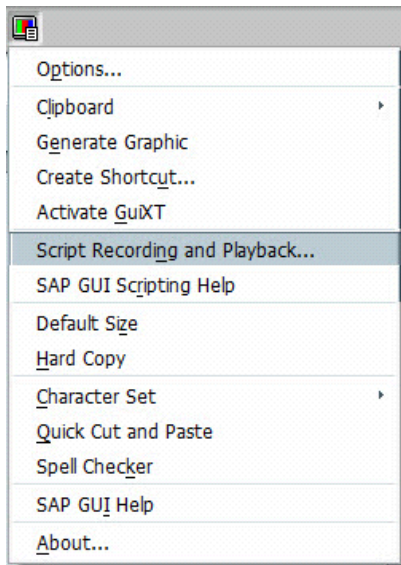 Options...
Clipboard
Generate Graphic
Create Shortcut...
Activate GuiXT
Script Recording and Playback...
SAP GUI Scripting Help
Default Size
Hard Copy
Character Set
Quick Cut and Paste
Spell Checker
SAP GUI Help
About...